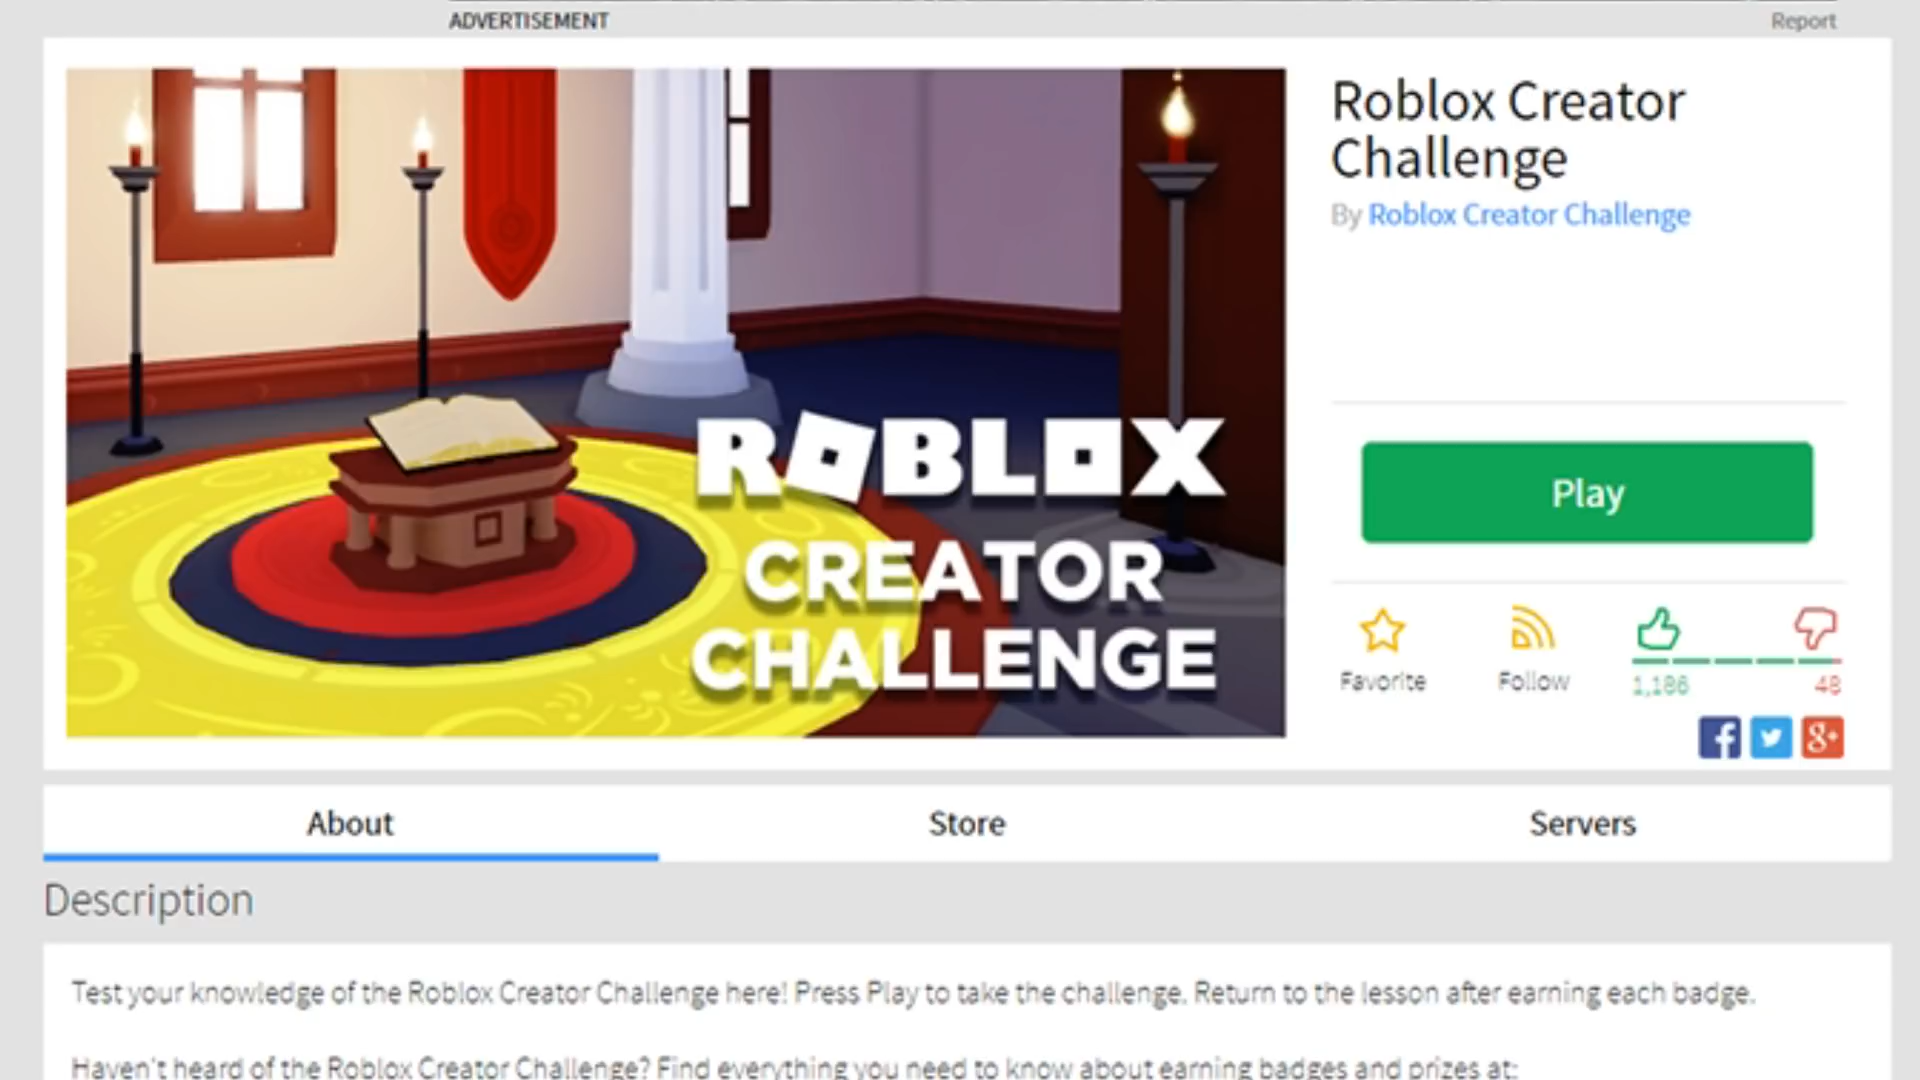 ADVERTISEMENT
Report
ROBLOX
CREATOR
CHALLENGE
Roblox Creator
Challenge
By Roblox Creator Challenge
Play
Favorite
Follow
1,186
48
About
Store
Servers
Description
Test your knowledge of the Roblox Creator Challenge here! Press Play to take the challenge. Return to the lesson after earning each badge.
Haven't heard of the Roblox Creator Challenge? Find everything you need to know about earning badges and prizes at: